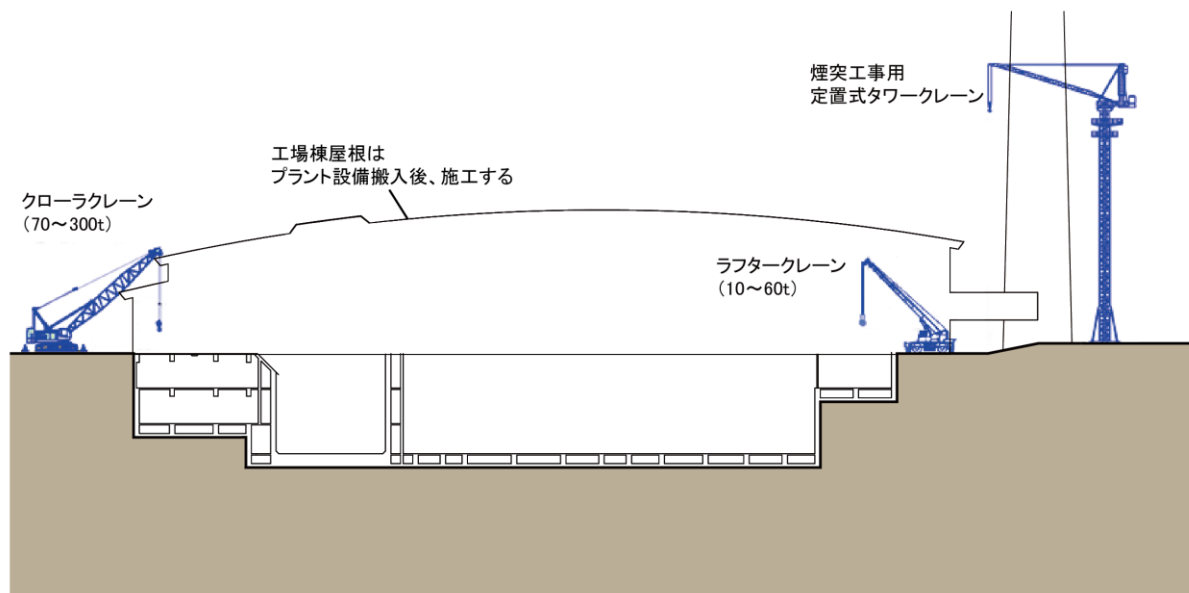 煙突工事用
定置式タワークレーン
工場棟屋根は
プラント設備搬入後、施工する
クローラクレーン
(70～300t)
ラフタークレーン
(10～60t)